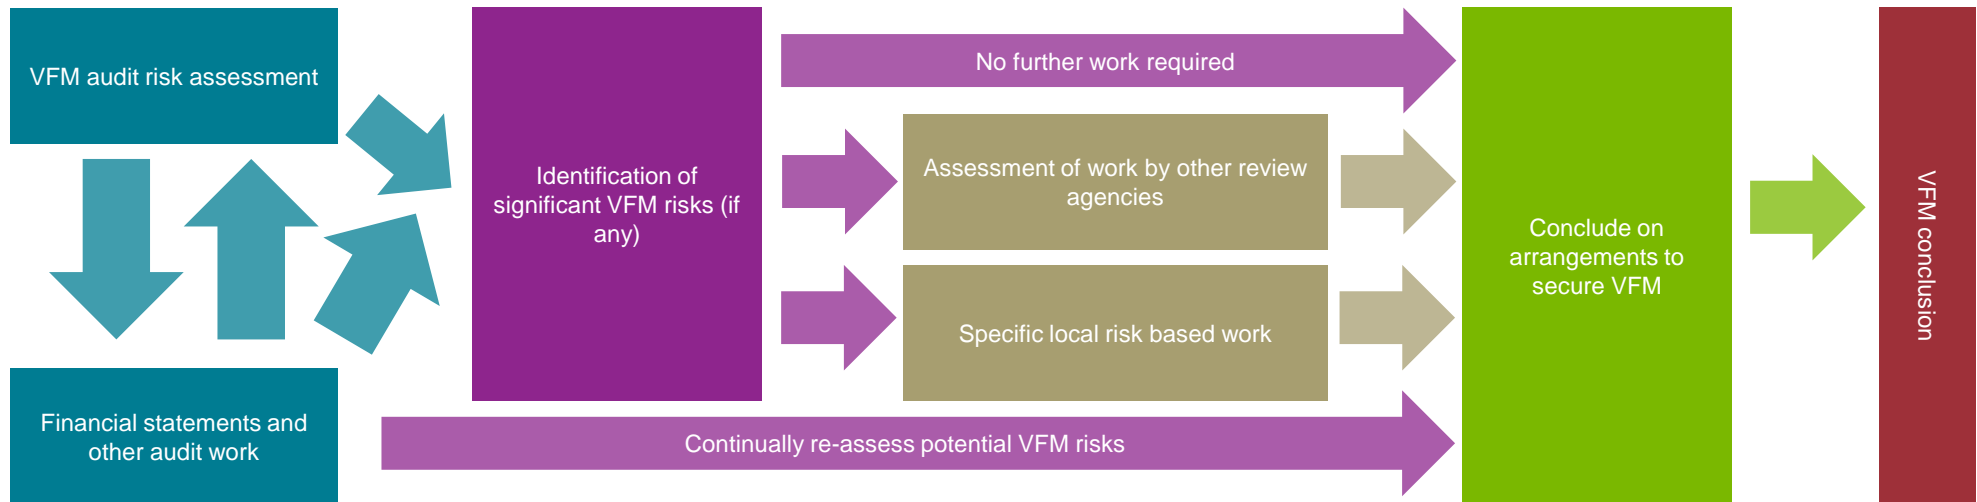 VFM audit risk assessment
Financial statements and
other audit work
Identification of
significant VFM risks (if
any)
No further work required
Assessment of work by other review
agencies
Specific local risk based work
Continually re-assess potential VFM risks
Conclude on
arrangements to
secure VFM
VFM conclusion